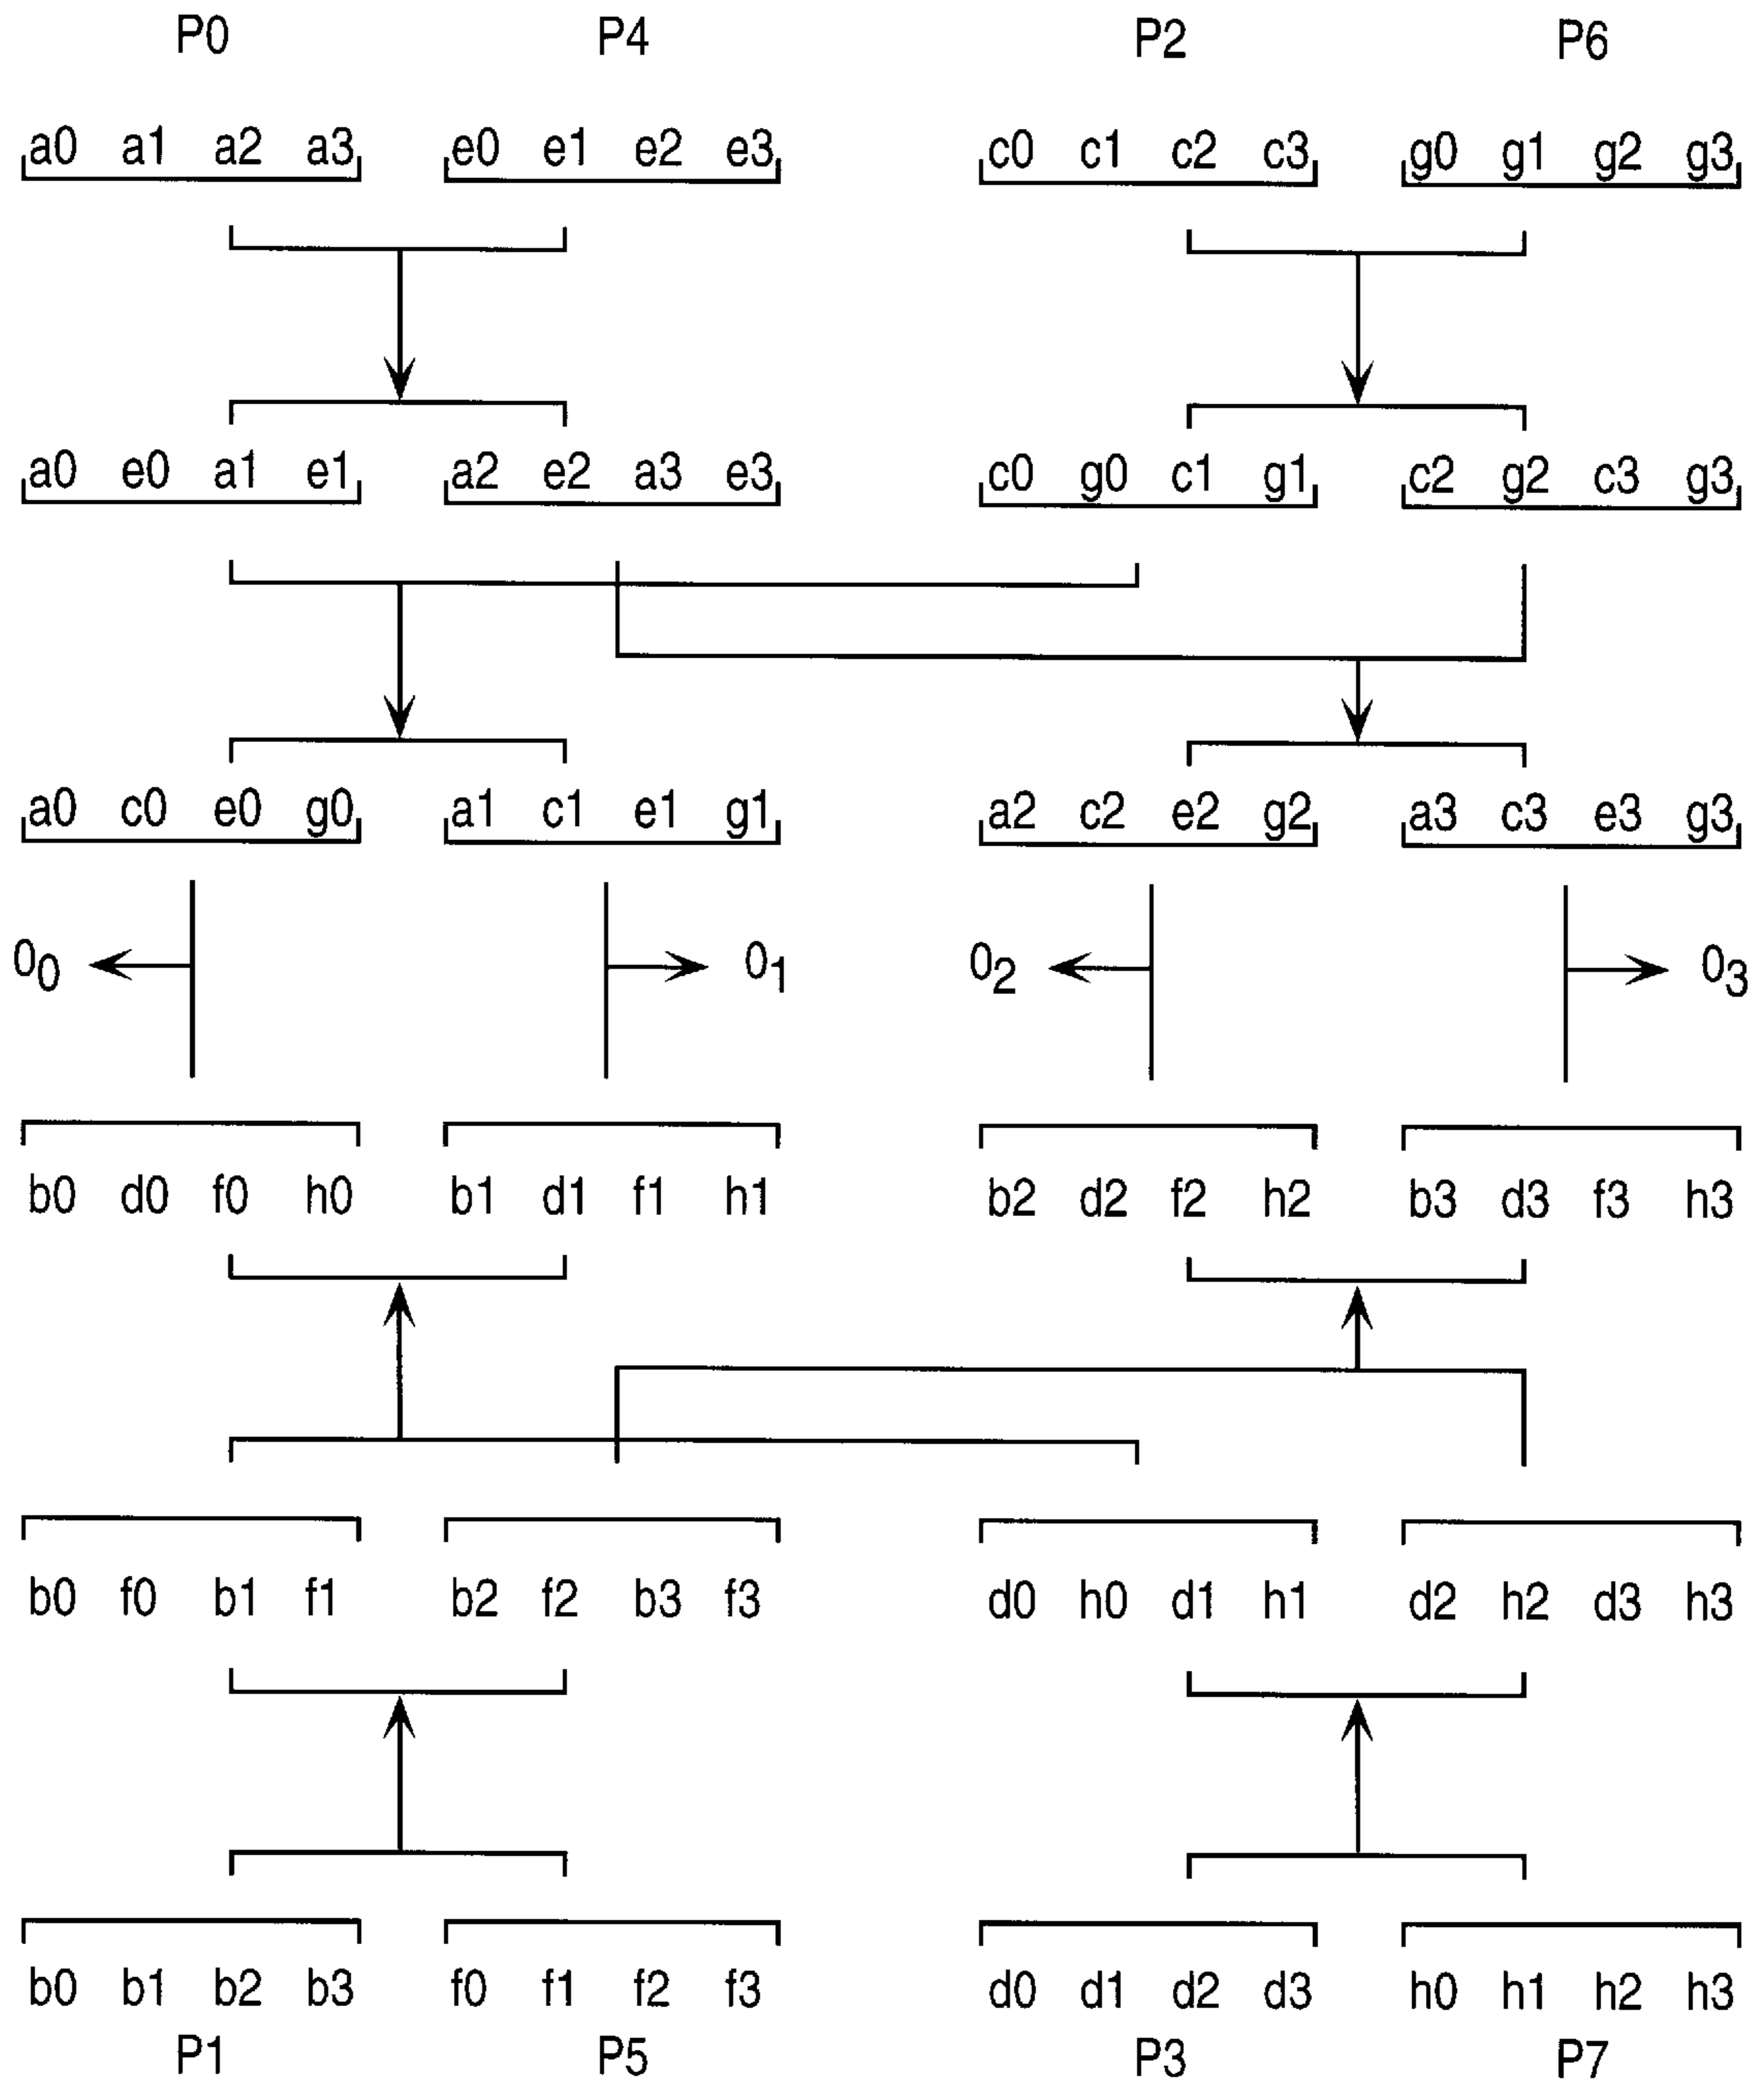 P0 P4 P2 P6
a0 a1 a2 a3 e0 e1 e2 e3 c0 c1 c2 c3 g0 g1 g2 g3
a0 e0 a1 e1 a2 e2 a3 e3 c0 g0 c1 g1 c2 g2 c3 g3
a0 c0 e0 g0 a1 c1 e1 g1 a2 c2 e2 g2 a3 c3 e3 g3
0₀ 0₁ 0₂ 0₃
b0 d0 f0 h0 b1 d1 f1 h1 b2 d2 f2 h2 b3 d3 f3 h3
b0 f0 b1 f1 b2 f2 b3 f3 d0 h0 d1 h1 d2 h2 d3 h3
b0 b1 b2 b3 f0 f1 f2 f3 d0 d1 d2 d3 h0 h1 h2 h3
P1 P5 P3 P7